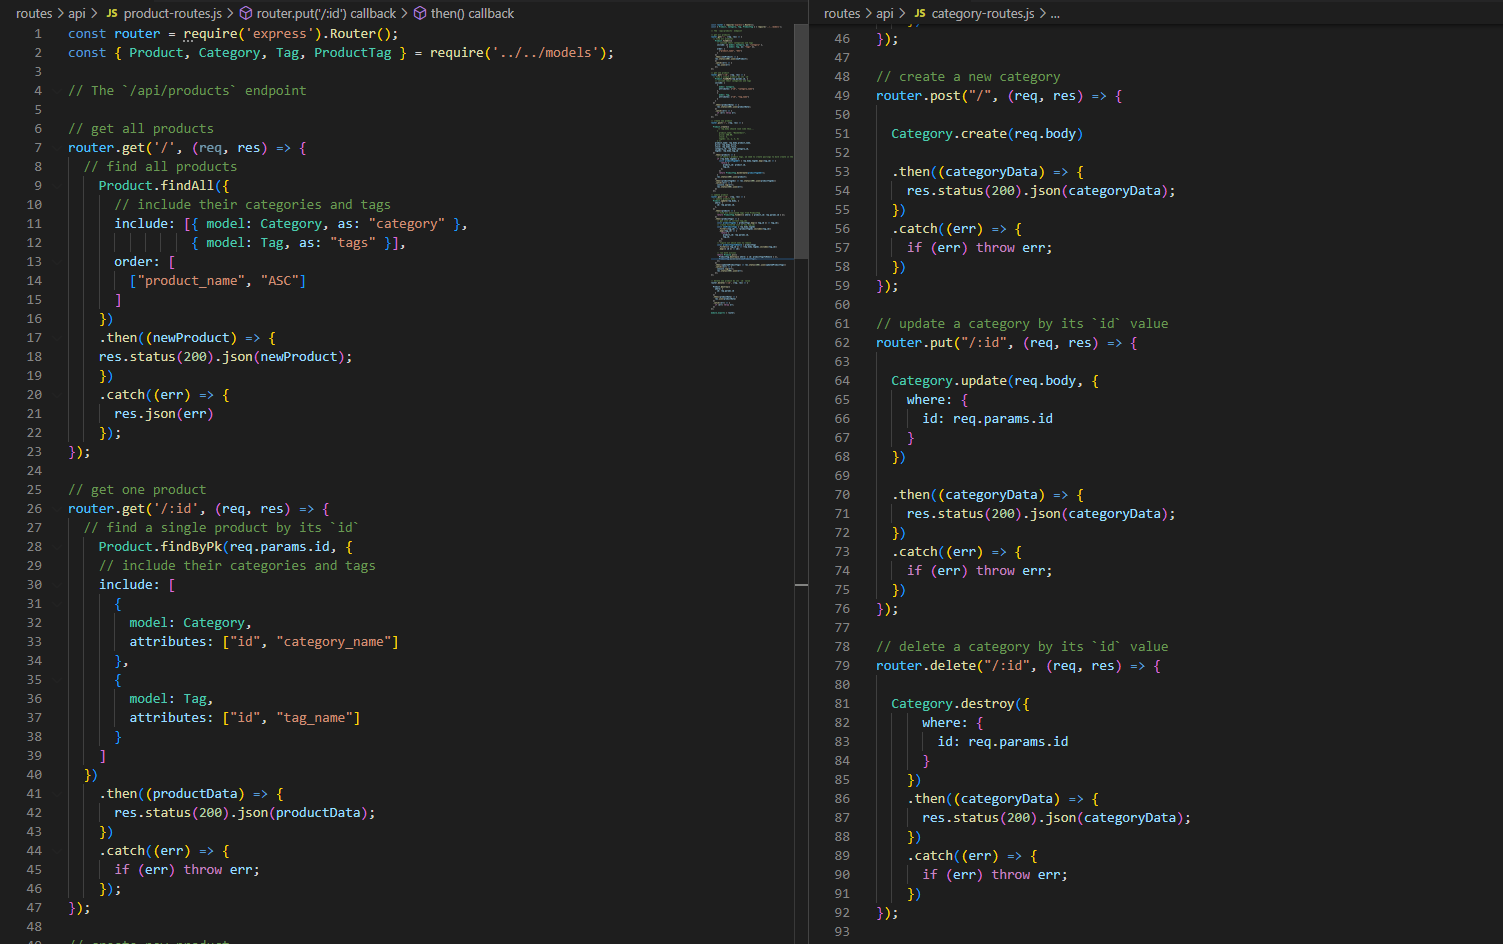 routes > api > JS product-routes.js > router.put('/:id') callback > then() callback
1 const router = require('express').Router();
2 const { Product, Category, Tag, ProductTag } = require('../../models');
3
4 // The `/api/products` endpoint
5
6 // get all products
7 router.get('/', (req, res) => {
8 // find all products
9 Product.findAll({
10 // include their categories and tags
11 include: [{ model: Category, as: "category" },
12 { model: Tag, as: "tags" }],
13 order: [
14 ["product_name", "ASC"]
15 ]
16 })
17 .then((newProduct) => {
18 res.status(200).json(newProduct);
19 })
20 .catch((err) => {
21 res.json(err)
22 });
23 });
24
25 // get one product
26 router.get('/:id', (req, res) => {
27 // find a single product by its `id`
28 Product.findByPk(req.params.id, {
29 // include their categories and tags
30 include: [
31 {
32 model: Category,
33 attributes: ["id", "category_name"]
34 },
35 {
36 model: Tag,
37 attributes: ["id", "tag_name"]
38 }
39 ]
40 })
41 .then((productData) => {
42 res.status(200).json(productData);
43 })
44 .catch((err) => {
45 if (err) throw err;
46 });
47 });
48
routes > api > JS category-routes.js > ...
46 });
47
48 // create a new category
49 router.post("/", (req, res) => {
50
51 Category.create(req.body)
52
53 .then((categoryData) => {
54 res.status(200).json(categoryData);
55 })
56 .catch((err) => {
57 if (err) throw err;
58 })
59 });
60
61 // update a category by its `id` value
62 router.put("/:id", (req, res) => {
63
64 Category.update(req.body, {
65 where: {
66 id: req.params.id
67 }
68 })
69
70 .then((categoryData) => {
71 res.status(200).json(categoryData);
72 })
73 .catch((err) => {
74 if (err) throw err;
75 })
76 });
77
78 // delete a category by its `id` value
79 router.delete("/:id", (req, res) => {
80
81 Category.destroy({
82 where: {
83 id: req.params.id
84 }
85 })
86 .then((categoryData) => {
87 res.status(200).json(categoryData);
88 })
89 .catch((err) => {
90 if (err) throw err;
91 })
92 });
93